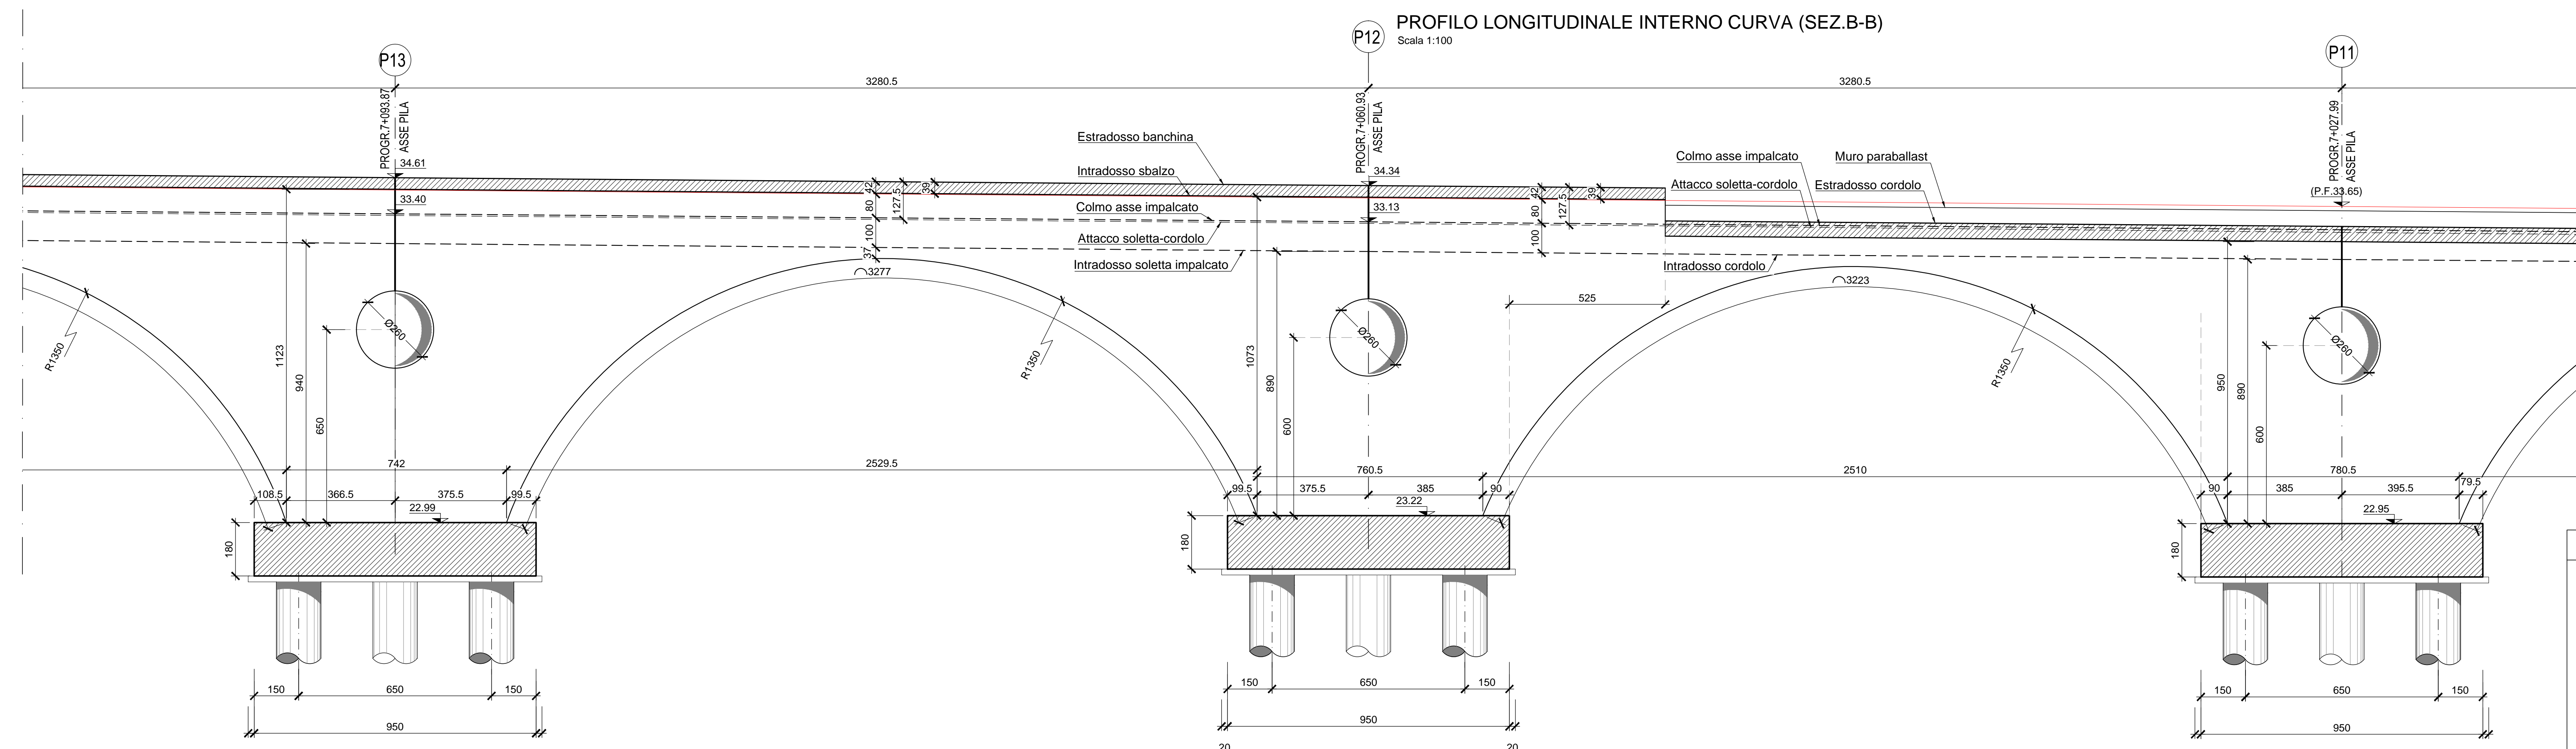 PROFILO LONGITUDINALE INTERNO CURVA (SEZ.B-B)
Scala 1:100
P13
P12
P11
3280.5
3280.5
PROGR.7+093.87
ASSE PILA
PROGR.7+060.93
ASSE PILA
PROGR.7+027.99
ASSE PILA
34.61
33.40
34.34
33.13
(P.F.33.65)
Estradosso banchina
Intradosso sbalzo
Colmo asse impalcato
Attacco soletta-cordolo
Intradosso soletta impalcato
Colmo asse impalcato
Muro paraballast
Attacco soletta-cordolo
Estradosso cordolo
Intradosso cordolo
42
80
100
37
127.5
39
42
80
100
127.5
39
3277
3223
525
R1350
R1350
R1350
Ø260
Ø260
Ø260
1123
940
650
1073
890
600
950
890
600
742
2529.5
760.5
2510
780.5
108.5
366.5
375.5
99.5
99.5
375.5
385
90
90
385
395.5
79.5
22.99
23.22
22.95
180
180
180
150
650
150
150
650
150
150
650
150
950
950
950
20
20